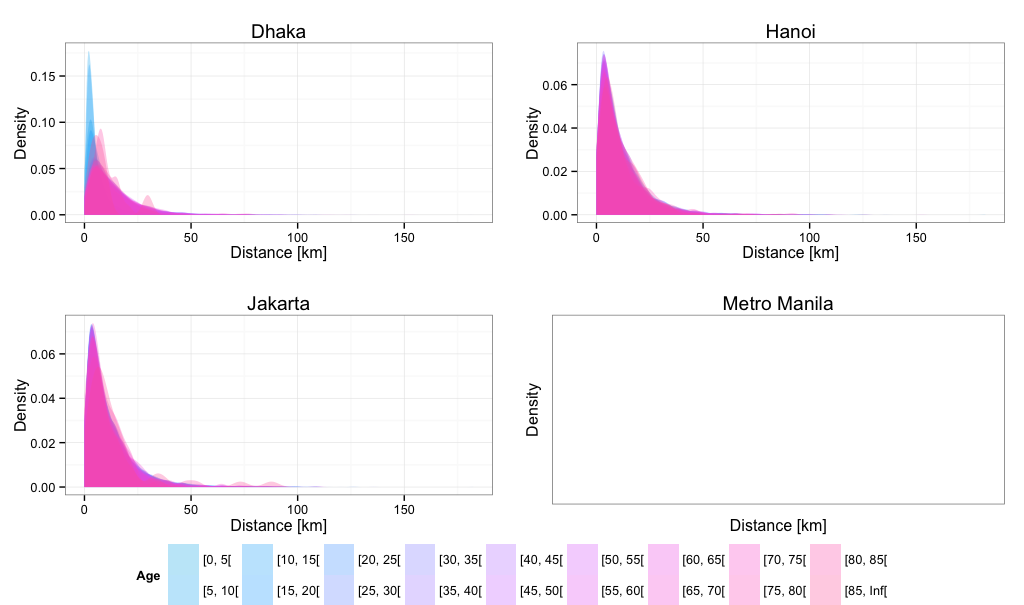 Dhaka
Hanoi
Density
0.15
0.10
0.05
0.00
0
50
100
150
Distance [km]
Density
0.06
0.04
0.02
0.00
0
50
100
150
Distance [km]
Jakarta
Metro Manila
Density
0.06
0.04
0.02
0.00
0
50
100
150
Distance [km]
Density
Distance [km]
Age
[0, 5[ [10, 15[ [20, 25[ [30, 35[ [40, 45[ [50, 55[ [60, 65[ [70, 75[ [80, 85[
[5, 10[ [15, 20[ [25, 30[ [35, 40[ [45, 50[ [55, 60[ [65, 70[ [75, 80[ [85, Inf[